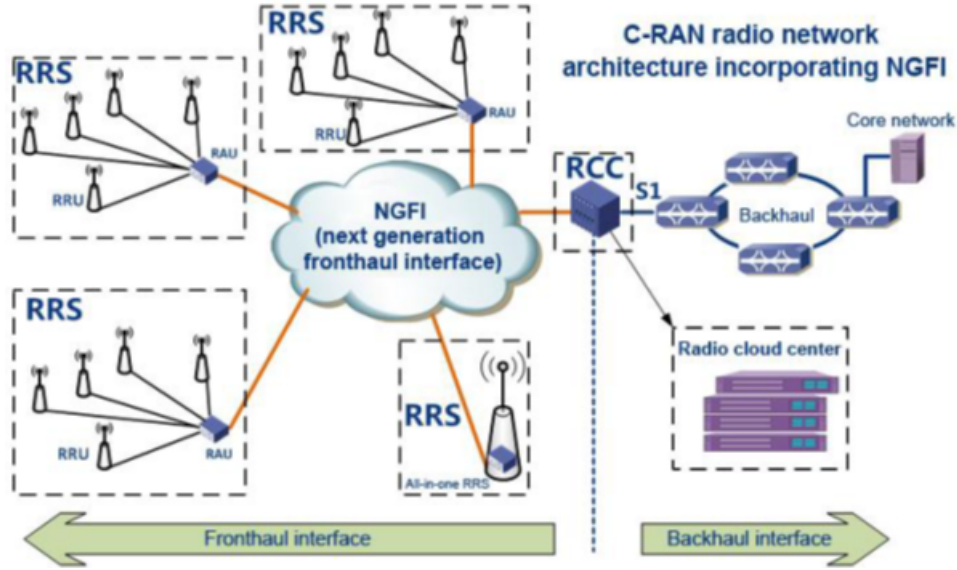 C-RAN radio network
architecture incorporating NGFI
RRS
RAU
RRU
RRS
RAU
RRU
NGFI
(next generation
fronthaul interface)
RCC
S1
Backhaul
Core network
RRS
RRU
RAU
RRS
All-in-one RRS
Radio cloud center
Fronthaul interface
Backhaul interface